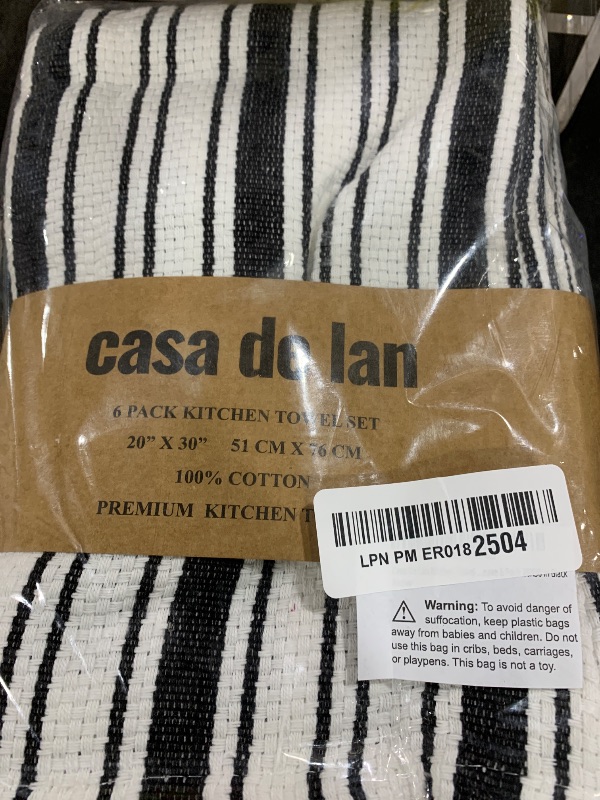 casa de lan
6 PACK KITCHEN TOWEL SET
20” X 30” 51 CM X 76 CM
100% COTTON
PREMIUM KITCHEN
LPN PM ER0182504
Warning: To avoid danger of
suffocation, keep plastic bags
away from babies and children. Do not
use this bag in cribs, beds, carriages,
or playpens. This bag is not a toy.